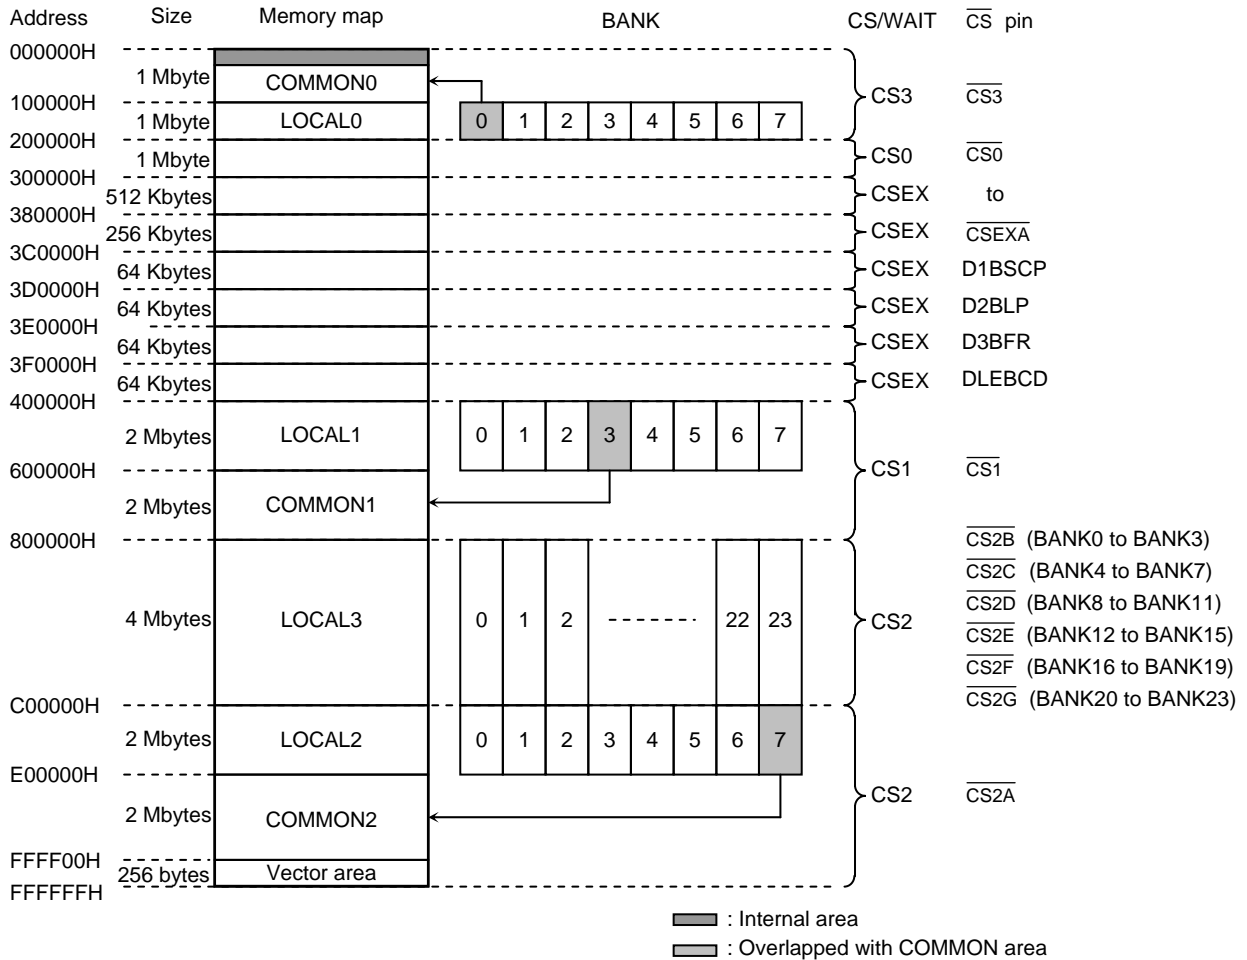 Address Size Memory map BANK CS/WAIT CS pin
000000H
1 Mbyte COMMON0
CS3 CS3
100000H
1 Mbyte LOCAL0 0 1 2 3 4 5 6 7
200000H
1 Mbyte CS0 CS0
300000H
512 Kbytes CSEX to
380000H
256 Kbytes CSEX CSEXA
3C0000H
64 Kbytes CSEX D1BSCP
3D0000H
64 Kbytes CSEX D2BLP
3E0000H
64 Kbytes CSEX D3BFR
3F0000H
64 Kbytes CSEX DLEBCD
400000H
2 Mbytes LOCAL1 0 1 2 3 4 5 6 7
600000H CS1 CS1
2 Mbytes COMMON1
800000H
CS2B (BANK0 to BANK3)
CS2C (BANK4 to BANK7)
CS2D (BANK8 to BANK11)
4 Mbytes LOCAL3 0 1 2 22 23 CS2
CS2E (BANK12 to BANK15)
CS2F (BANK16 to BANK19)
CS2G (BANK20 to BANK23)
C00000H
2 Mbytes LOCAL2 0 1 2 3 4 5 6 7
E00000H
CS2 CS2A
2 Mbytes COMMON2
FFFF00H
256 bytes Vector area
FFFFFFH
: Internal area
: Overlapped with COMMON area